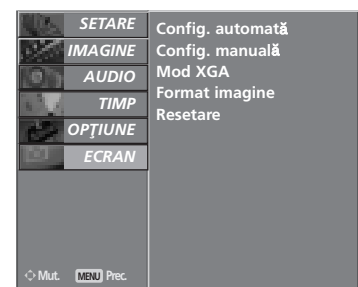 SETARE
IMAGINE
AUDIO
TIMP
OPŢIUNE
ECRAN
Config. automată
Config. manuală
Mod XGA
Format imagine
Resetare
Mut. MENU Prec.